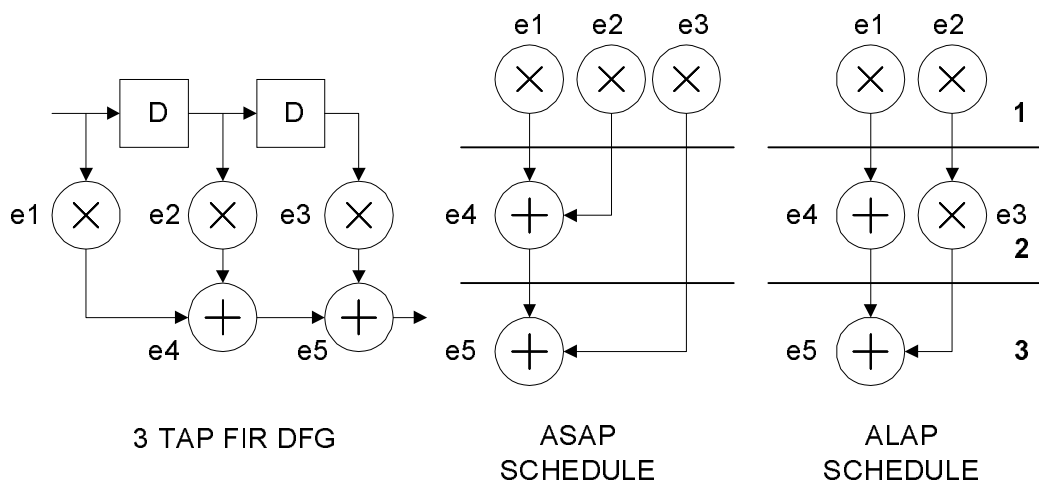 e1 e2 e3
e1 e2
D D
1
e1 e2 e3
e4
e4 e3
2
e4 e5
e5
e5 3
3 TAP FIR DFG
ASAP
SCHEDULE
ALAP
SCHEDULE